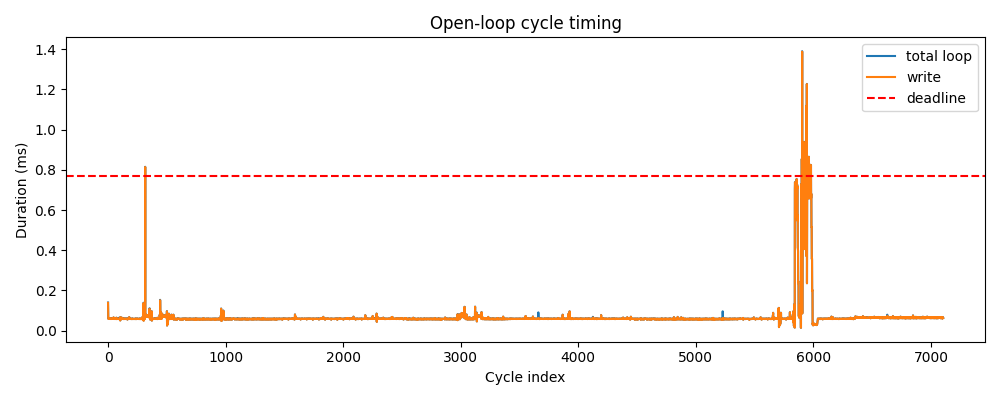 Open-loop cycle timing
total loop
write
deadline
Duration (ms)
1.4
1.2
1.0
0.8
0.6
0.4
0.2
0.0
0 1000 2000 3000 4000 5000 6000 7000
Cycle index